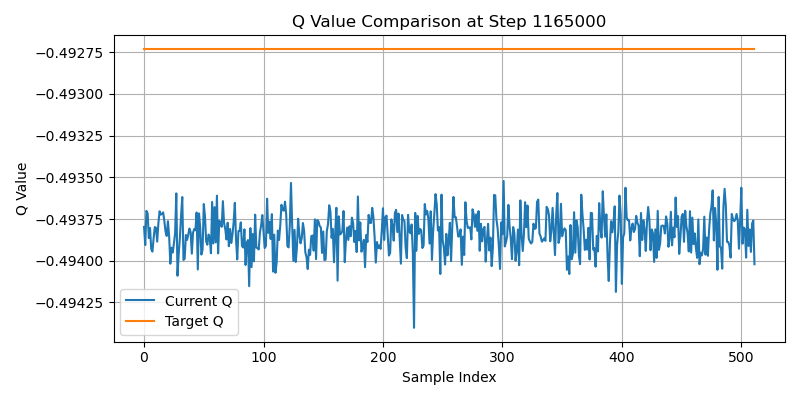 Q Value Comparison at Step 1165000
−0.49275
−0.49300
−0.49325
−0.49350
−0.49375
−0.49400
−0.49425
Q Value
Current Q
Target Q
0 100 200 300 400 500
Sample Index